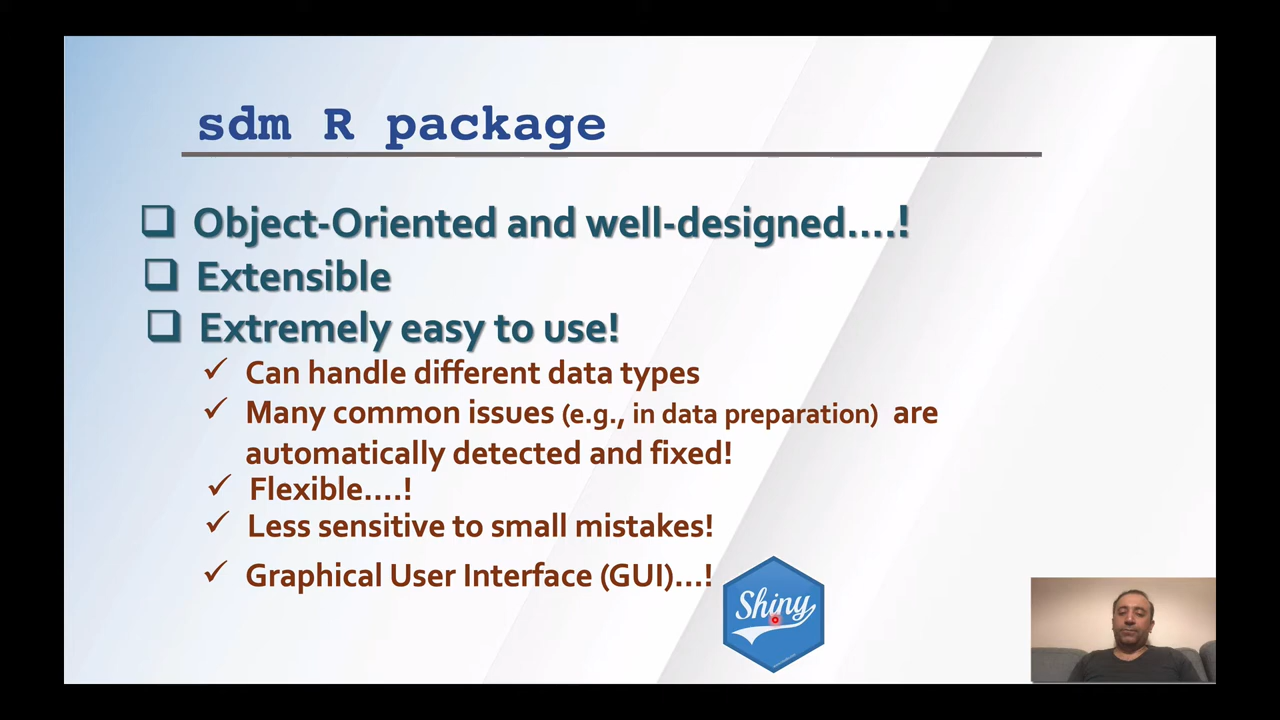 sdm R package
Object-Oriented and well-designed....!
Extensible
Extremely easy to use!
Can handle different data types
Many common issues (e.g., in data preparation) are
automatically detected and fixed!
Flexible....!
Less sensitive to small mistakes!
Graphical User Interface (GUI)...!
Shiny